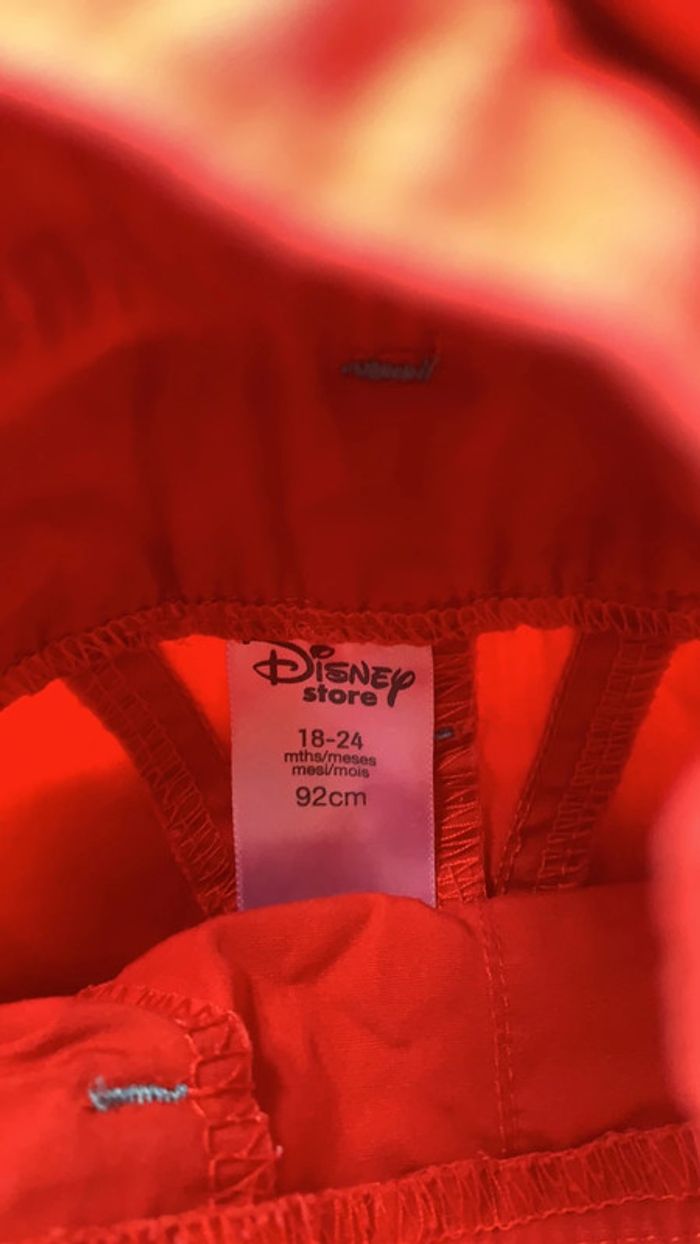 Disney
store
18-24
mths/meses
mesi/mois
92cm